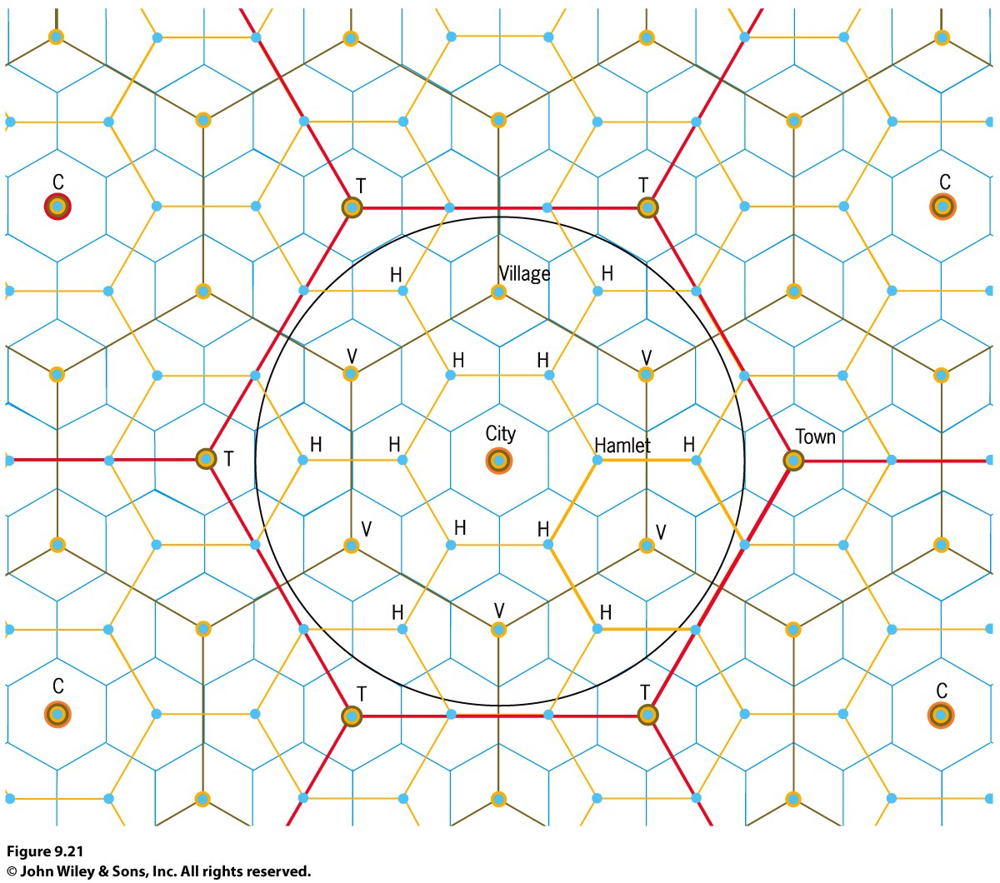 C
T
T
C
H
Village
H
V
H
H
V
City
Town
T
H
H
Hamlet
H
H
V
H
V
H
V
H
C
T
T
C
Figure 9.21
© John Wiley & Sons, Inc. All rights reserved.